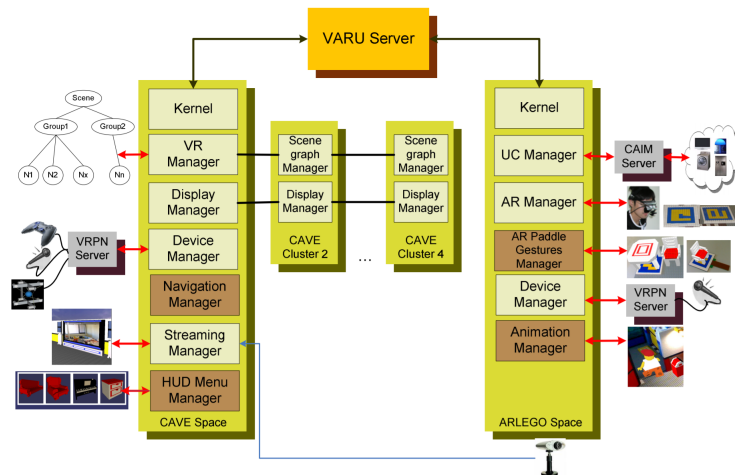 VARU Server
Kernel
VR
Manager
Display
Manager
Device
Manager
Navigation
Manager
Streaming
Manager
HUD Menu
Manager
CAVE Space
Scene
Group1
Group2
N1
N2
Nx
Nn
VRPN
Server
Scene
graph
Manager
Display
Manager
CAVE
Cluster 2
...
Scene
graph
Manager
Display
Manager
CAVE
Cluster 4
Kernel
UC Manager
AR Manager
AR Paddle
Gestures
Manager
Device
Manager
Animation
Manager
ARLEGO Space
CAIM
Server
VRPN
Server